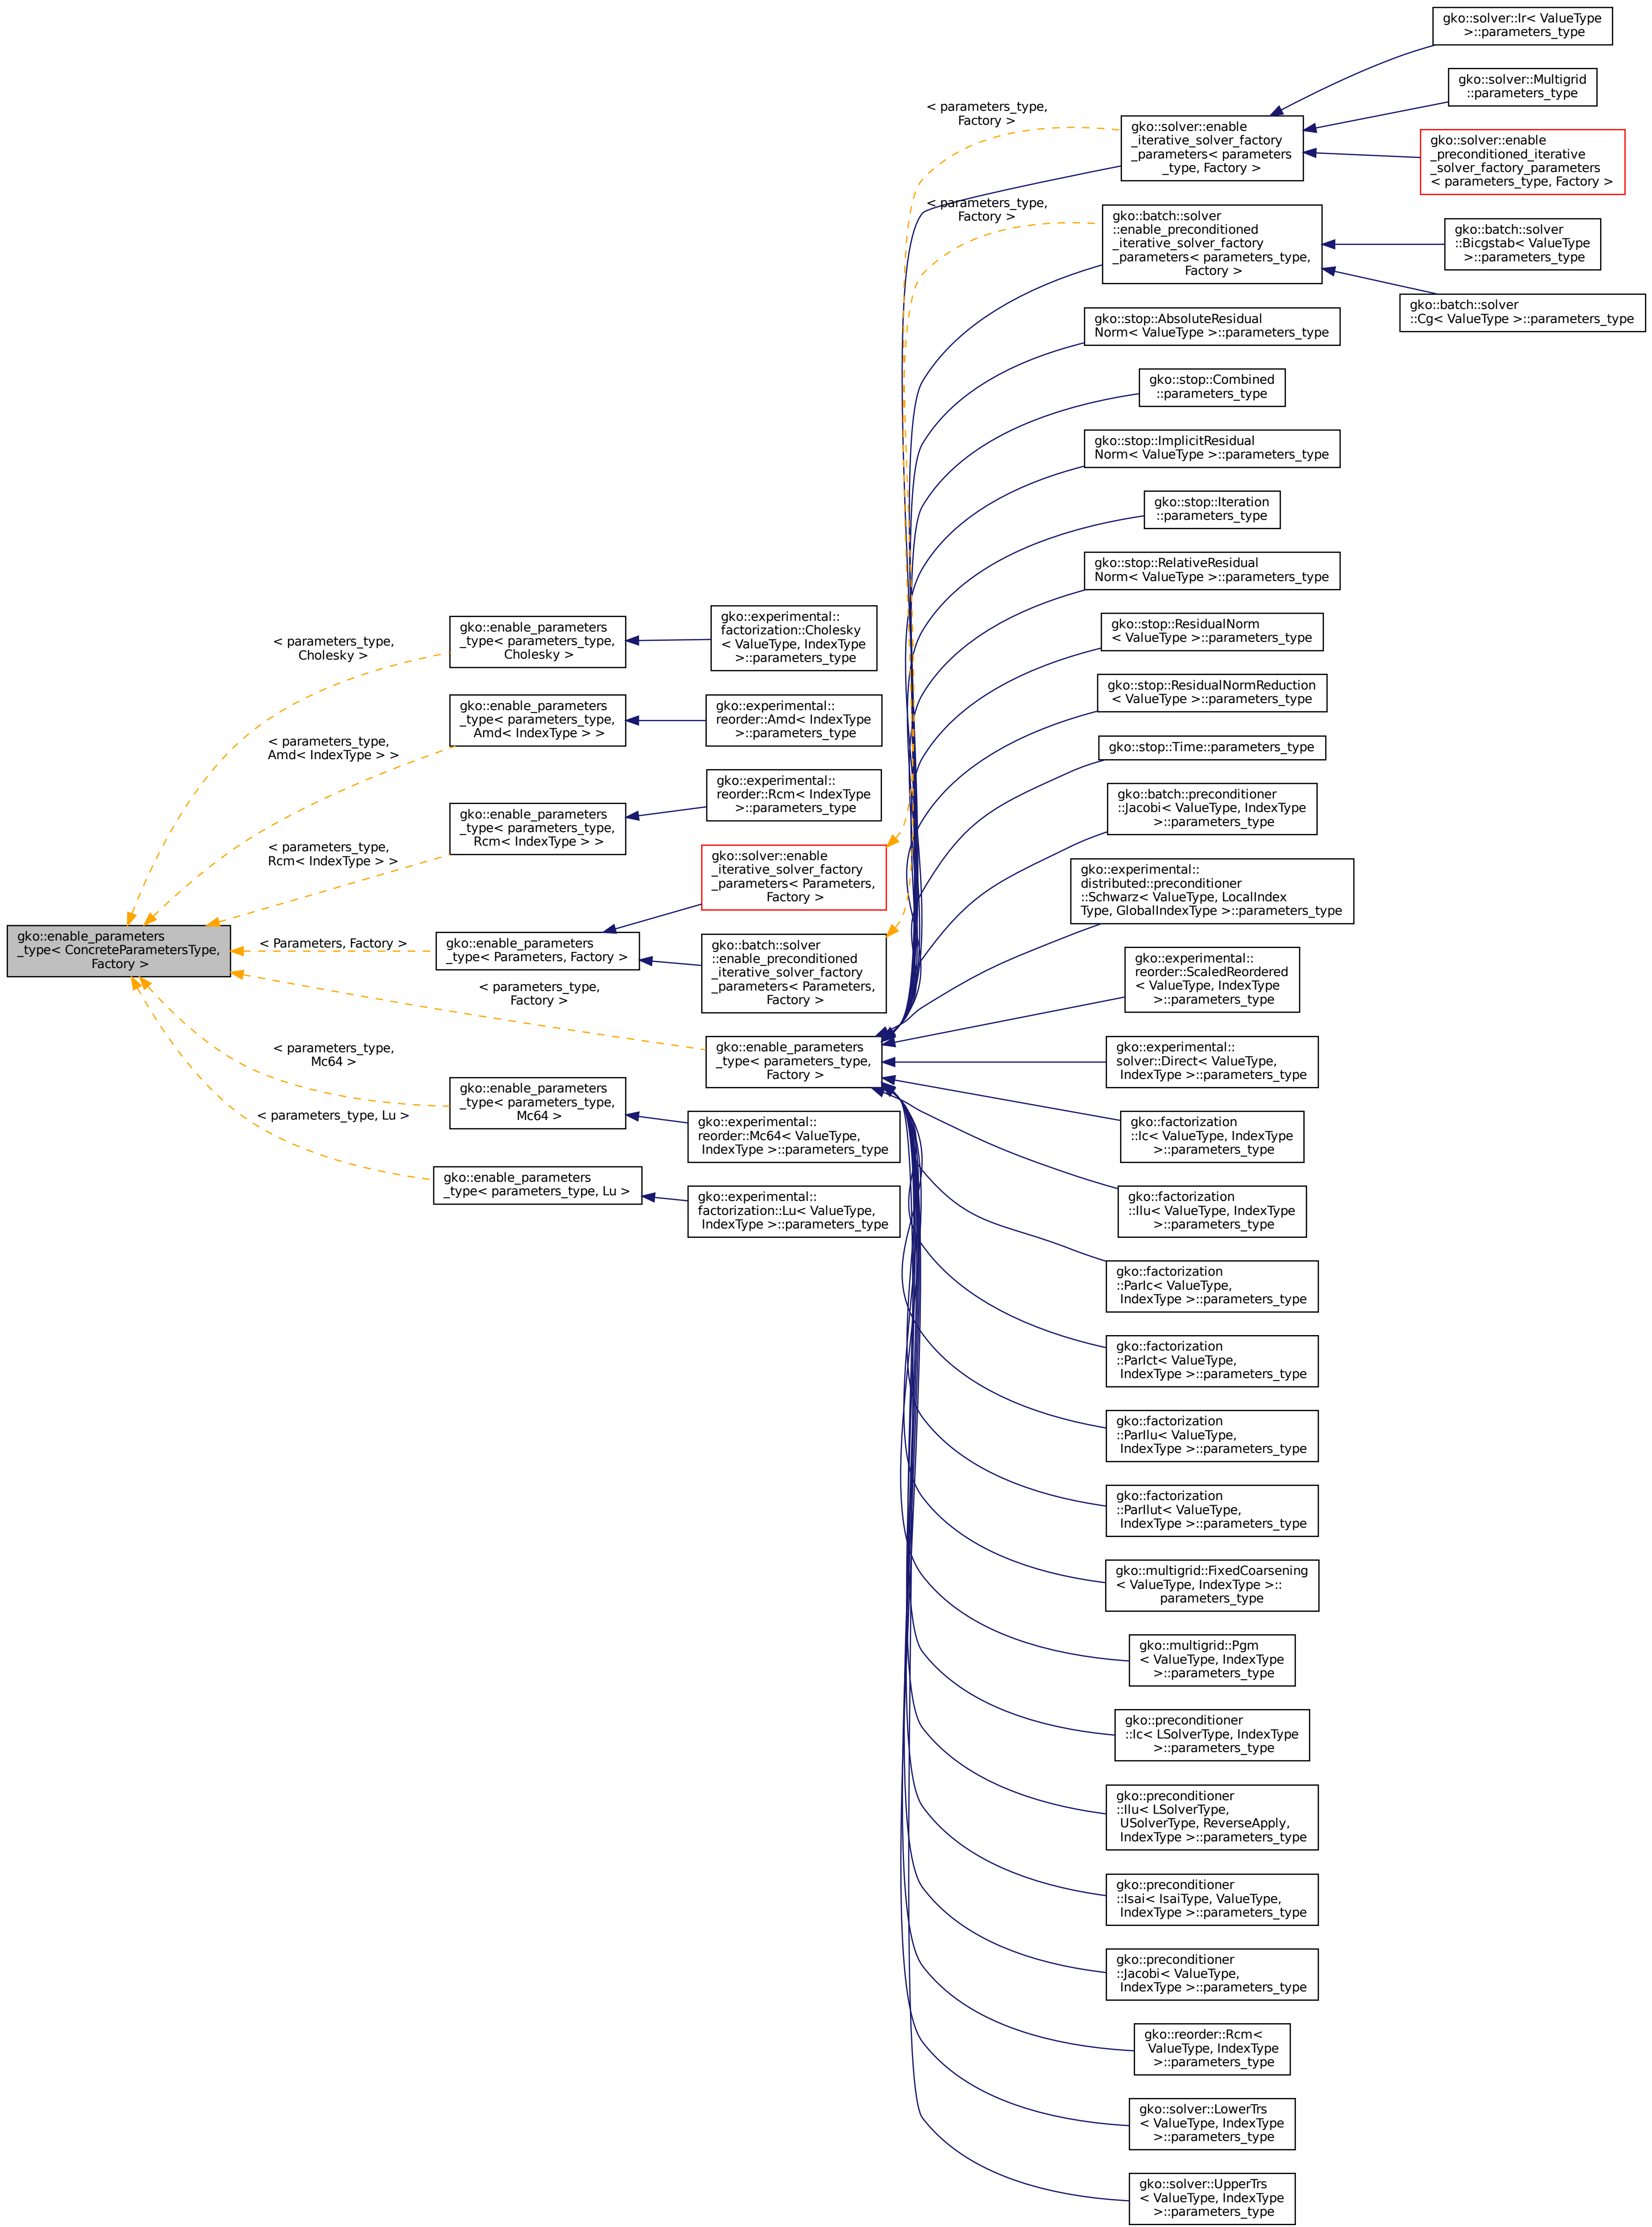 gko::enable_parameters
_type< ConcreteParametersType,
Factory >
< parameters_type,
Cholesky >
< parameters_type,
Amd< IndexType > >
< parameters_type,
Rcm< IndexType > >
< Parameters, Factory >
< parameters_type,
Factory >
< parameters_type,
Mc64 >
< parameters_type, Lu >
gko::enable_parameters
_type< parameters_type,
Cholesky >
gko::enable_parameters
_type< parameters_type,
Amd< IndexType > >
gko::enable_parameters
_type< parameters_type,
Rcm< IndexType > >
gko::enable_parameters
_type< Parameters, Factory >
gko::enable_parameters
_type< parameters_type,
Mc64 >
gko::enable_parameters
_type< parameters_type, Lu >
gko::experimental::
factorization::Cholesky
< ValueType, IndexType
>::parameters_type
gko::experimental::
reorder::Amd< IndexType
>::parameters_type
gko::experimental::
reorder::Rcm< IndexType
>::parameters_type
gko::solver::enable
_iterative_solver_factory
_parameters< Parameters,
Factory >
gko::batch::solver
::enable_preconditioned
_iterative_solver_factory
_parameters< Parameters,
Factory >
gko::enable_parameters
_type< parameters_type,
Factory >
gko::experimental::
reorder::Mc64< ValueType,
IndexType >::parameters_type
gko::experimental::
factorization::Lu< ValueType,
IndexType >::parameters_type
< parameters_type,
Factory >
< parameters_type,
Factory >
gko::solver::enable
_iterative_solver_factory
_parameters< parameters
_type, Factory >
gko::batch::solver
::enable_preconditioned
_iterative_solver_factory
_parameters< parameters_type,
Factory >
gko::stop::AbsoluteResidual
Norm< ValueType >::parameters_type
gko::stop::Combined
::parameters_type
gko::stop::ImplicitResidual
Norm< ValueType >::parameters_type
gko::stop::Iteration
::parameters_type
gko::stop::RelativeResidual
Norm< ValueType >::parameters_type
gko::stop::ResidualNorm
< ValueType >::parameters_type
gko::stop::ResidualNormReduction
< ValueType >::parameters_type
gko::stop::Time::parameters_type
gko::batch::preconditioner
::Jacobi< ValueType, IndexType
>::parameters_type
gko::experimental::
distributed::preconditioner
::Schwarz< ValueType, LocalIndex
Type, GlobalIndexType >::parameters_type
gko::experimental::
reorder::ScaledReordered
< ValueType, IndexType
>::parameters_type
gko::experimental::
solver::Direct< ValueType,
IndexType >::parameters_type
gko::factorization
::Ic< ValueType, IndexType
>::parameters_type
gko::factorization
::Ilu< ValueType, IndexType
>::parameters_type
gko::factorization
::ParIc< ValueType,
IndexType >::parameters_type
gko::factorization
::ParIct< ValueType,
IndexType >::parameters_type
gko::factorization
::ParIlu< ValueType,
IndexType >::parameters_type
gko::factorization
::ParIlut< ValueType,
IndexType >::parameters_type
gko::multigrid::FixedCoarsening
< ValueType, IndexType >::
parameters_type
gko::multigrid::Pgm
< ValueType, IndexType
>::parameters_type
gko::preconditioner
::Ic< LSolverType, IndexType
>::parameters_type
gko::preconditioner
::Ilu< LSolverType,
USolverType, ReverseApply,
IndexType >::parameters_type
gko::preconditioner
::Isai< IsaiType, ValueType,
IndexType >::parameters_type
gko::preconditioner
::Jacobi< ValueType,
IndexType >::parameters_type
gko::reorder::Rcm<
ValueType, IndexType
>::parameters_type
gko::solver::LowerTrs
< ValueType, IndexType
>::parameters_type
gko::solver::UpperTrs
< ValueType, IndexType
>::parameters_type
gko::solver::Ir< ValueType
>::parameters_type
gko::solver::Multigrid
::parameters_type
gko::solver::enable
_preconditioned_iterative
_solver_factory_parameters
< parameters_type, Factory >
gko::batch::solver
::Bicgstab< ValueType
>::parameters_type
gko::batch::solver
::Cg< ValueType >::parameters_type